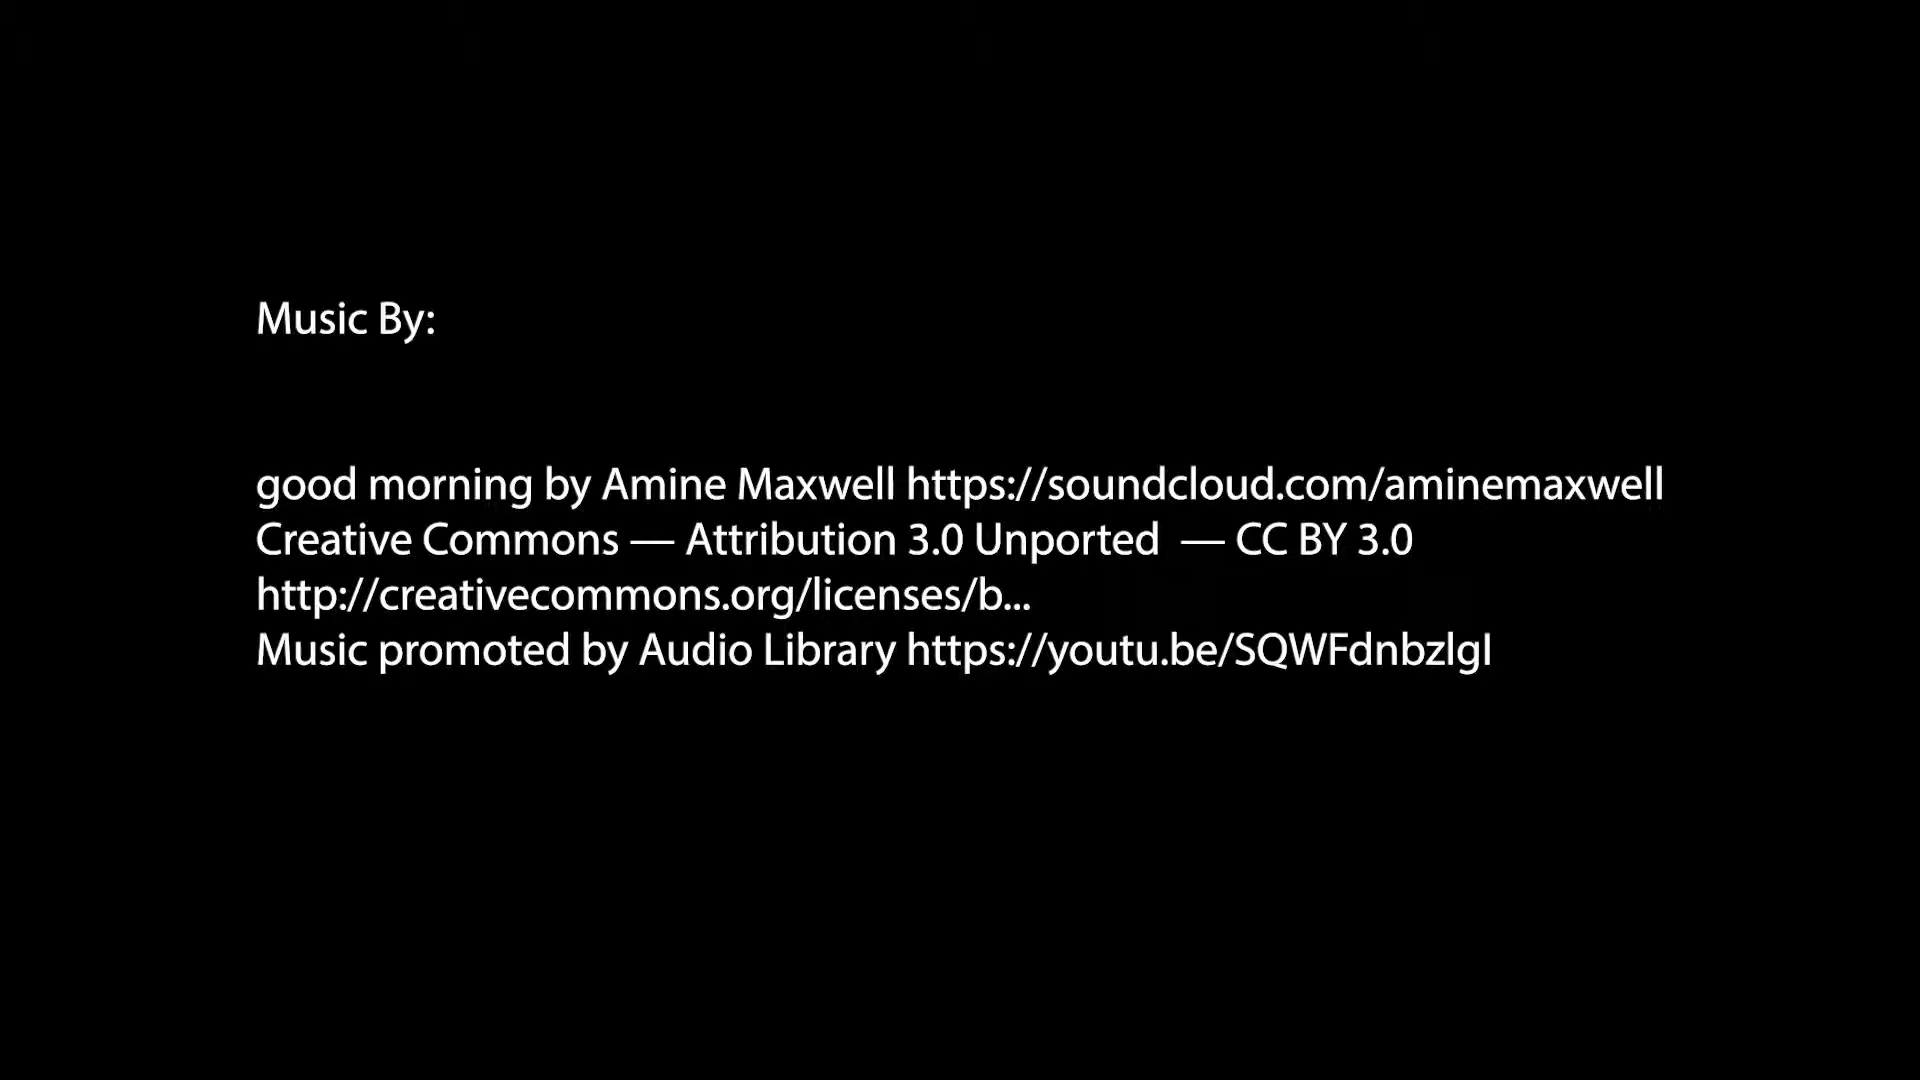 Music By:
good morning by Amine Maxwell https://soundcloud.com/aminemaxwell
Creative Commons — Attribution 3.0 Unported  — CC BY 3.0
http://creativecommons.org/licenses/b...
Music promoted by Audio Library https://youtu.be/SQWFdnbzlgI